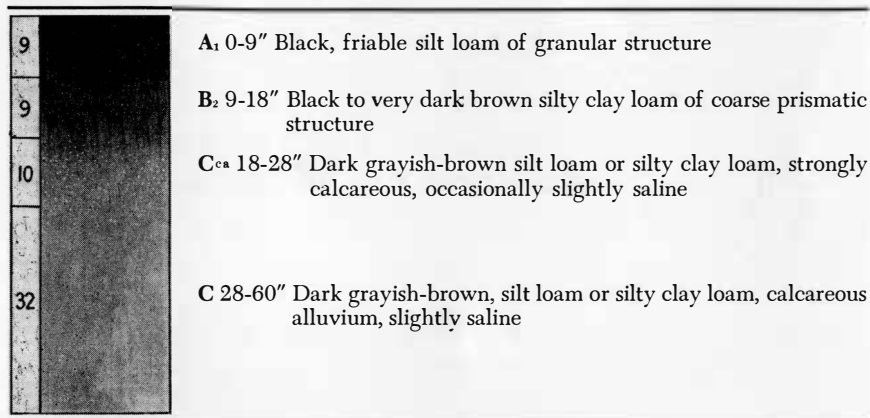 9
A₁ 0-9″ Black, friable silt loam of granular structure
9
B₂ 9-18″ Black to very dark brown silty clay loam of coarse prismatic
structure
10
Cca 18-28″ Dark grayish-brown silt loam or silty clay loam, strongly
calcareous, occasionally slightly saline
32
C 28-60″ Dark grayish-brown, silt loam or silty clay loam, calcareous
alluvium, slightly saline